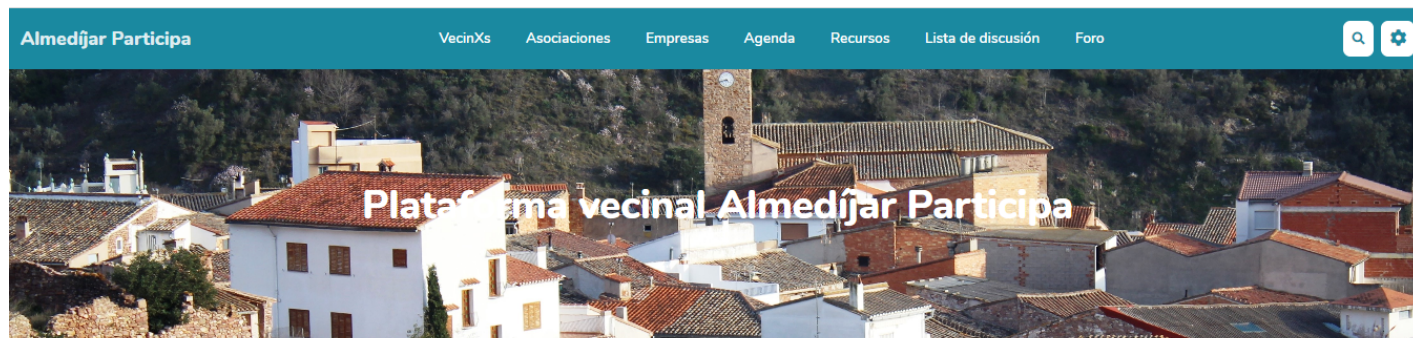 Almedíjar Participa
VecinXs Asociaciones Empresas Agenda Recursos Lista de discusión Foro
Plataforma vecinal Almedíjar Participa